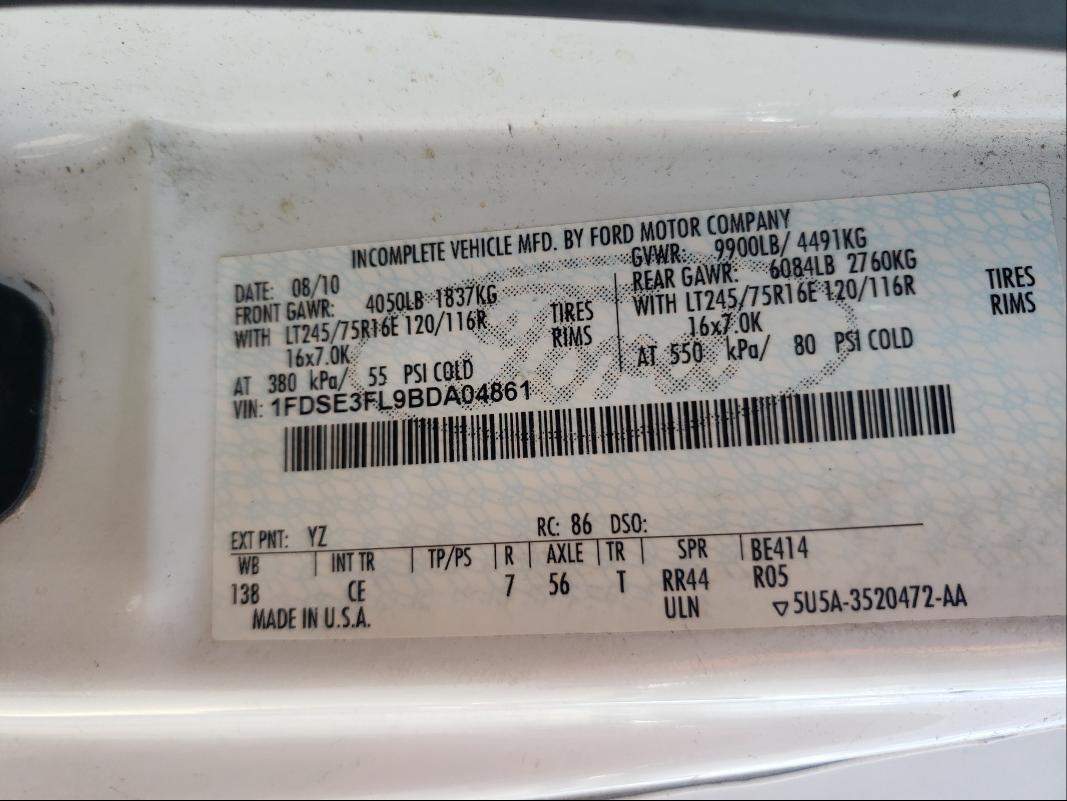 INCOMPLETE VEHICLE MFD. BY FORD MOTOR COMPANY
DATE: 08/10
FRONT GAWR: 4050LB 1837KG
WITH LT245/75R16E 120/116R TIRES
16x7.0K RIMS
AT 380 kPa/ 55 PSI COLD
GVWR: 9900LB/ 4491KG
REAR GAWR: 6084LB 2760KG
WITH LT245/75R16E 120/116R TIRES
16x7.0K RIMS
AT 550 kPa/ 80 PSI COLD
VIN: 1FDSE3FL9BDA04861
Ford
EXT PNT: YZ RC: 86 DSO:
WB | INT TR | TP/PS | R | AXLE | TR | SPR | BE414
138 CE 7 56 T RR44 R05
ULN ▽5U5A-3520472-AA
MADE IN U.S.A.